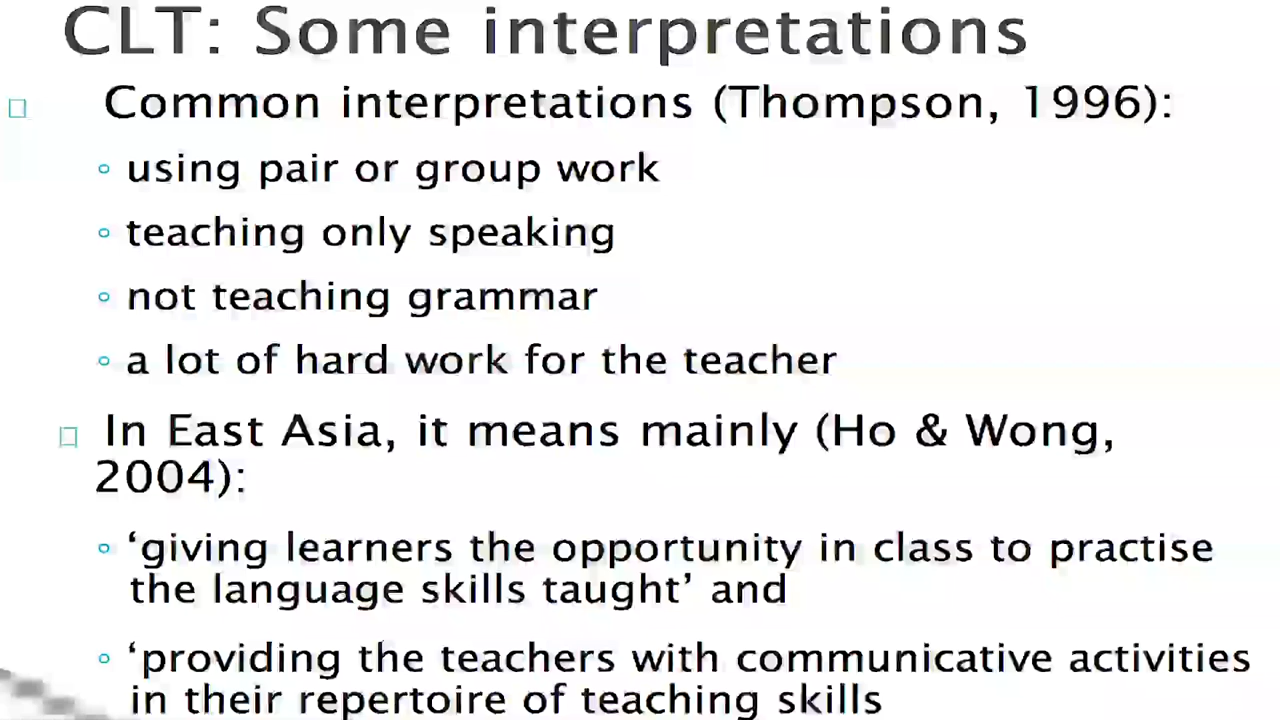 CLT: Some interpretations
Common interpretations (Thompson, 1996):
using pair or group work
teaching only speaking
not teaching grammar
a lot of hard work for the teacher
In East Asia, it means mainly (Ho & Wong,
2004):
‘giving learners the opportunity in class to practise
the language skills taught’ and
‘providing the teachers with communicative activities
in their repertoire of teaching skills